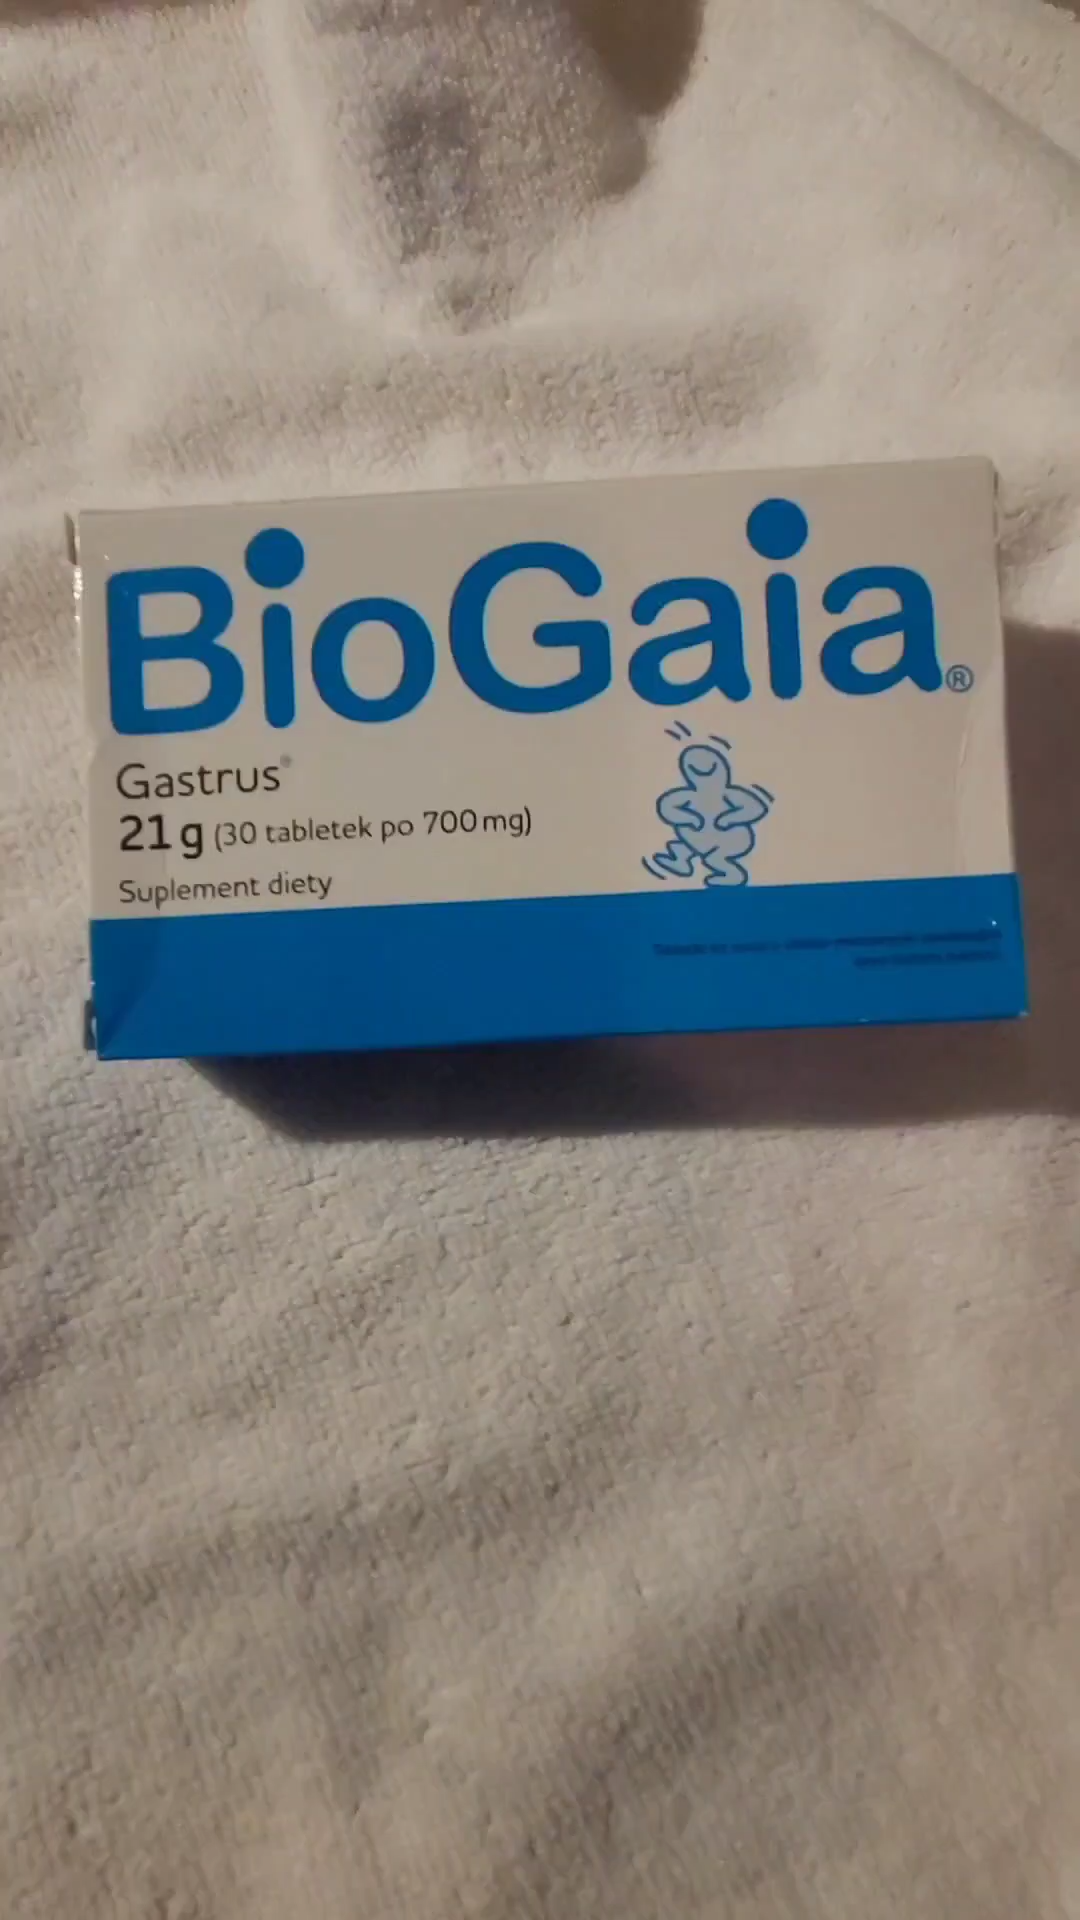 BioGaia®
Gastrus®
21 g (30 tabletek po 700 mg)
Suplement diety